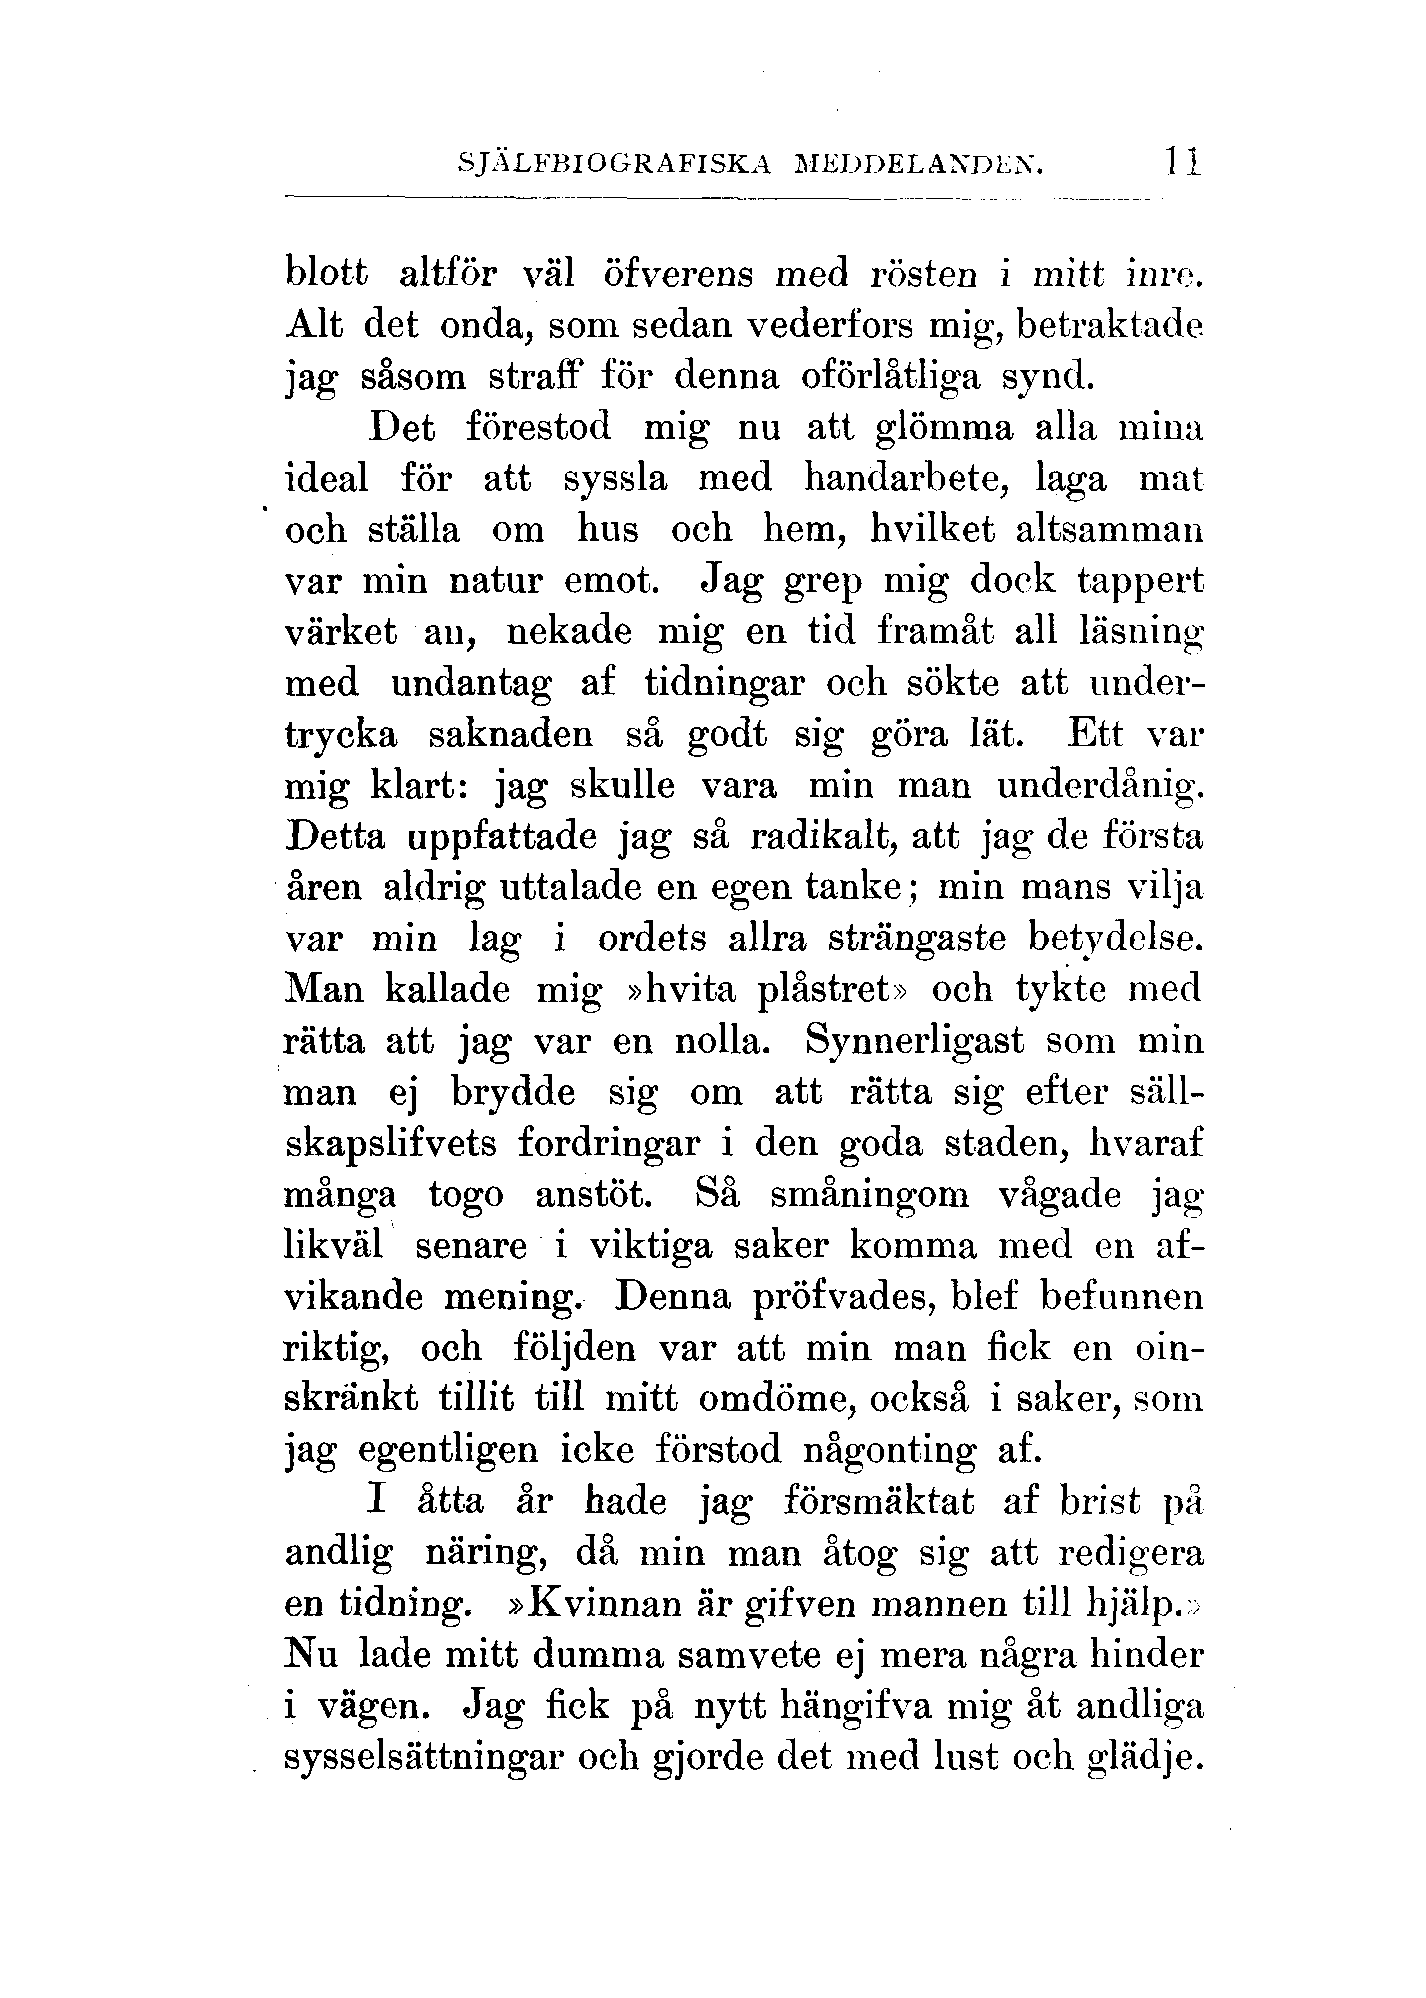 SJÄLFBIOGRAFISKA MEDDELANDEN. 11
blott altför väl öfverens med rösten i mitt inre.
Alt det onda, som sedan vederfors mig, betraktade
jag såsom straff för denna oförlåtliga synd.
Det förestod mig nu att glömma alla mina
ideal för att syssla med handarbete, laga mat
och ställa om hus och hem, hvilket altsamman
var min natur emot. Jag grep mig dock tappert
värket an, nekade mig en tid framåt all läsning
med undantag af tidningar och sökte att under-
trycka saknaden så godt sig göra lät. Ett var
mig klart: jag skulle vara min man underdånig.
Detta uppfattade jag så radikalt, att jag de första
åren aldrig uttalade en egen tanke; min mans vilja
var min lag i ordets allra strängaste betydelse.
Man kallade mig »hvita plåstret» och tykte med
rätta att jag var en nolla. Synnerligast som min
man ej brydde sig om att rätta sig efter säll-
skapslifvets fordringar i den goda staden, hvaraf
många togo anstöt. Så småningom vågade jag
likväl senare i viktiga saker komma med en af-
vikande mening. Denna pröfvades, blef befunnen
riktig, och följden var att min man fick en oin-
skränkt tillit till mitt omdöme, också i saker, som
jag egentligen icke förstod någonting af.
I åtta år hade jag försmäktat af brist på
andlig näring, då min man åtog sig att redigera
en tidning. »Kvinnan är gifven mannen till hjälp.»
Nu lade mitt dumma samvete ej mera några hinder
i vägen. Jag fick på nytt hängifva mig åt andliga
sysselsättningar och gjorde det med lust och glädje.